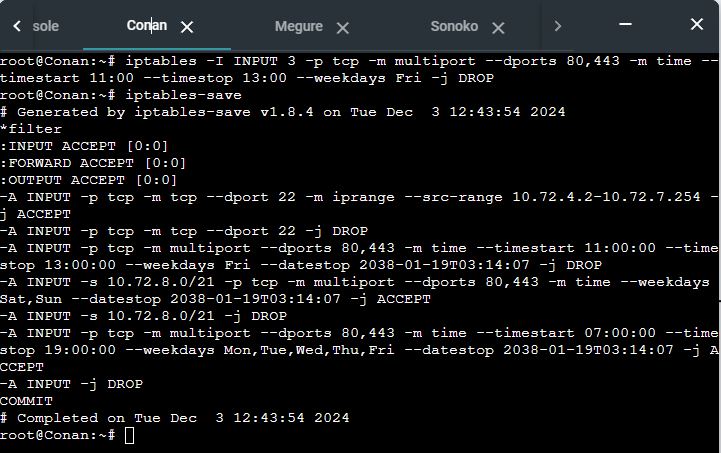 sole
Conan
Megure
Sonoko
root@Conan:~# iptables -I INPUT 3 -p tcp -m multiport --dports 80,443 -m time --
timestart 11:00 --timestop 13:00 --weekdays Fri -j DROP
root@Conan:~# iptables-save
# Generated by iptables-save v1.8.4 on Tue Dec  3 12:43:54 2024
*filter
:INPUT ACCEPT [0:0]
:FORWARD ACCEPT [0:0]
:OUTPUT ACCEPT [0:0]
-A INPUT -p tcp -m tcp --dport 22 -m iprange --src-range 10.72.4.2-10.72.7.254 -
j ACCEPT
-A INPUT -p tcp -m tcp --dport 22 -j DROP
-A INPUT -p tcp -m multiport --dports 80,443 -m time --timestart 11:00:00 --time
stop 13:00:00 --weekdays Fri --datestop 2038-01-19T03:14:07 -j DROP
-A INPUT -s 10.72.8.0/21 -p tcp -m multiport --dports 80,443 -m time --weekdays
Sat,Sun --datestop 2038-01-19T03:14:07 -j ACCEPT
-A INPUT -s 10.72.8.0/21 -j DROP
-A INPUT -p tcp -m multiport --dports 80,443 -m time --timestart 07:00:00 --time
stop 19:00:00 --weekdays Mon,Tue,Wed,Thu,Fri --datestop 2038-01-19T03:14:07 -j A
CCEPT
-A INPUT -j DROP
COMMIT
# Completed on Tue Dec  3 12:43:54 2024
root@Conan:~#